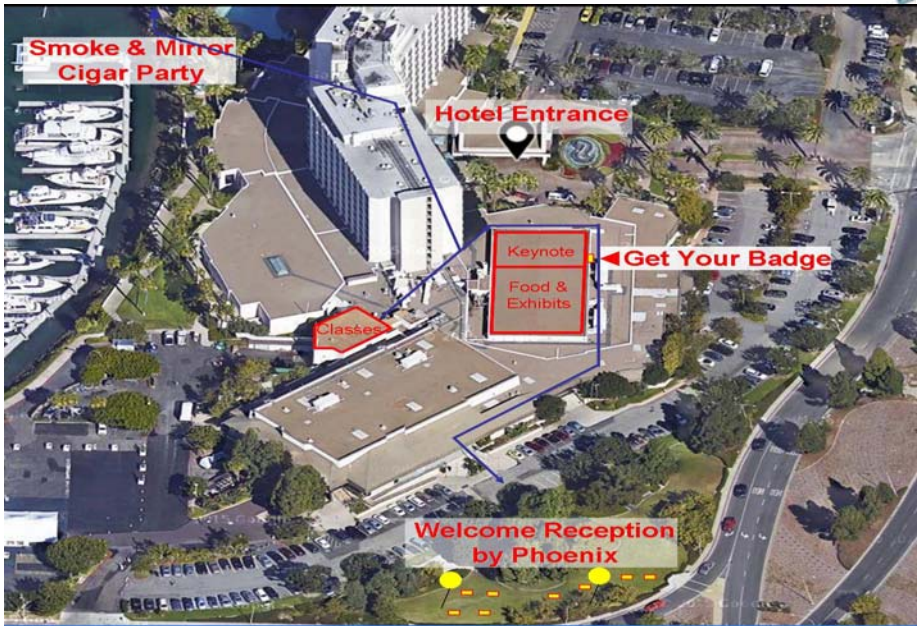 Smoke & Mirror
Cigar Party
Hotel Entrance
Keynote
Get Your Badge
Food &
Exhibits
Classes
Welcome Reception
by Phoenix